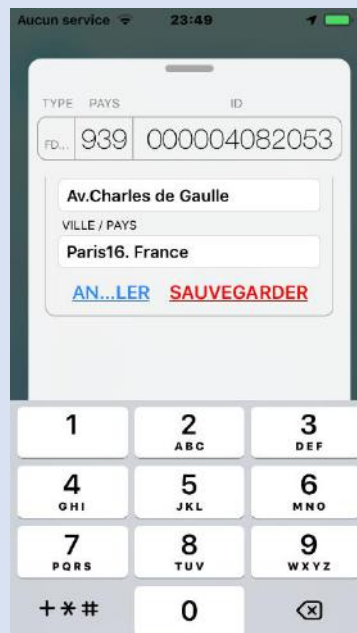 Aucun service 23:49
TYPE PAYS ID
FD... 939 000004082053
Av.Charles de Gaulle
VILLE / PAYS
Paris16. France
AN...LER SAUVEGARDER
1 2 3
ABC DEF
4 5 6
GHI JKL MNO
7 8 9
PQRS TUV WXYZ
+*# 0